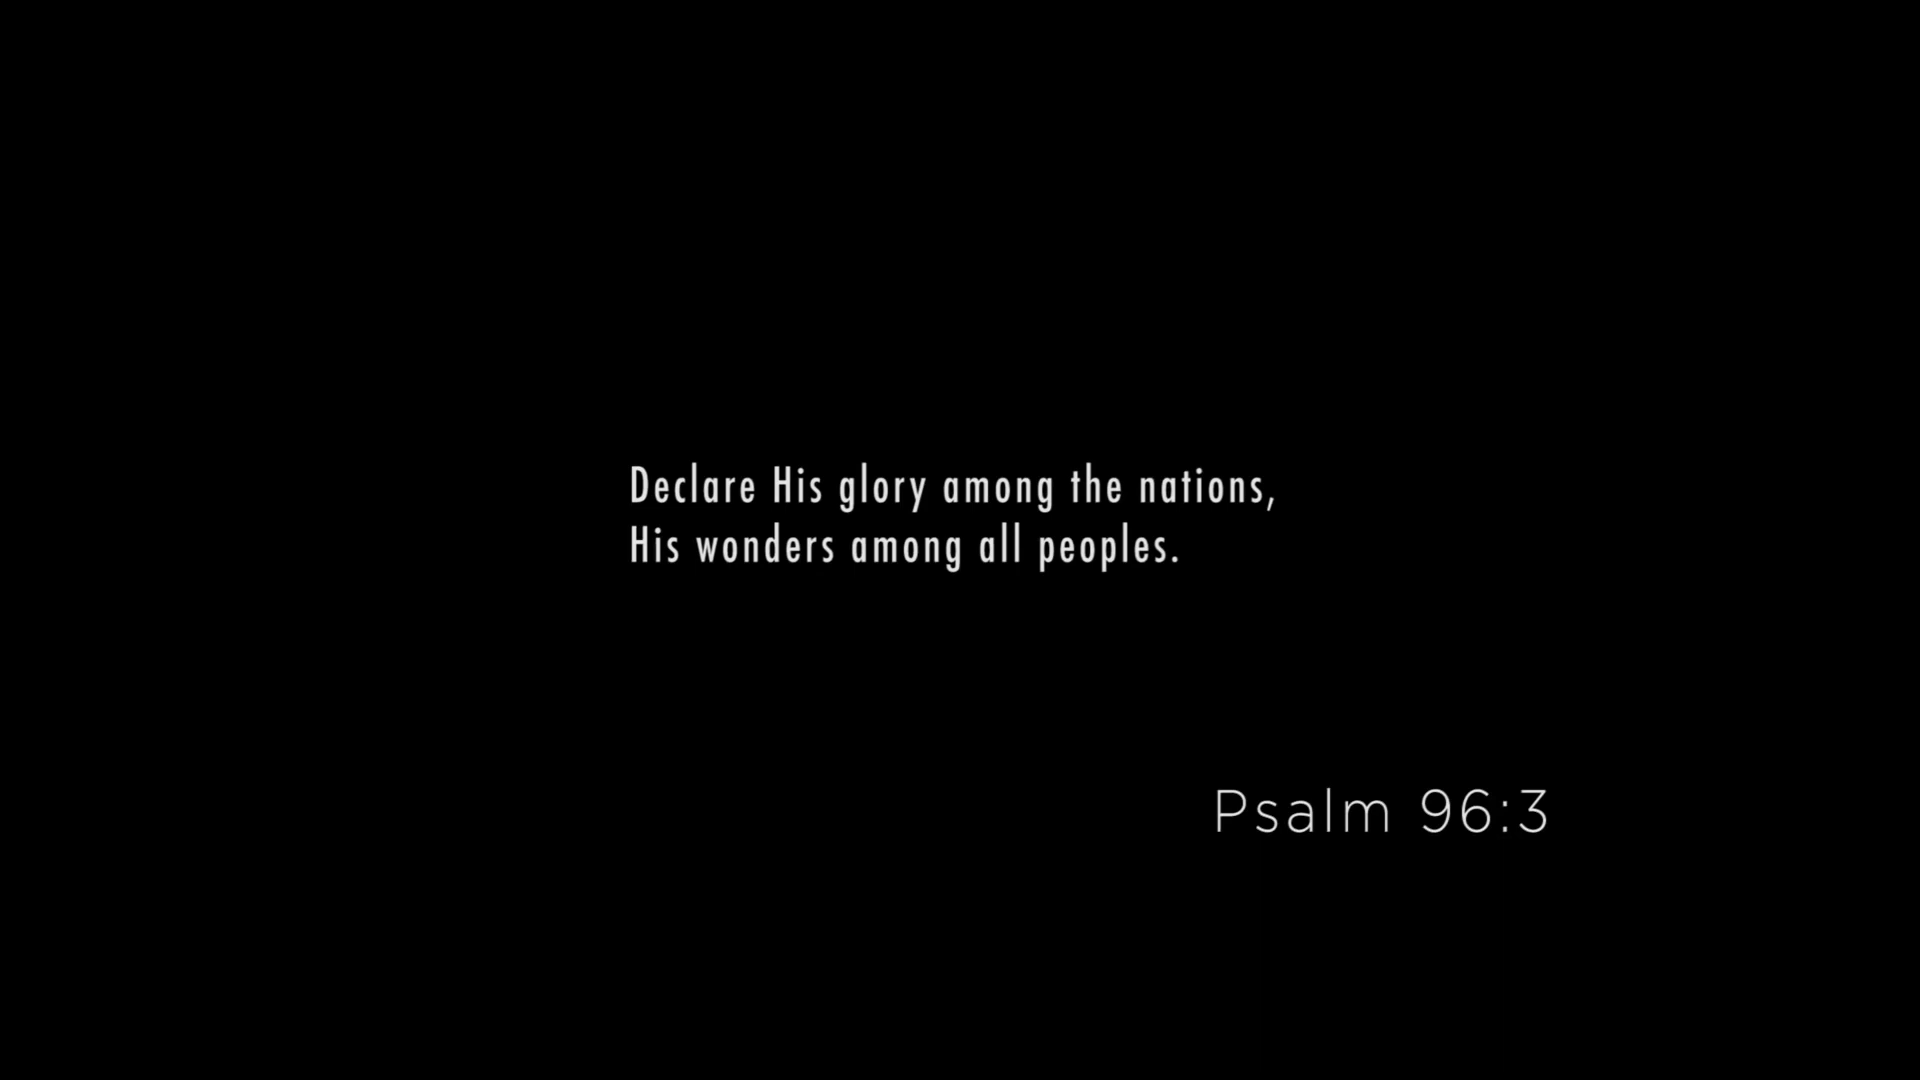 Declare His glory among the nations,
His wonders among all peoples.
Psalm 96:3